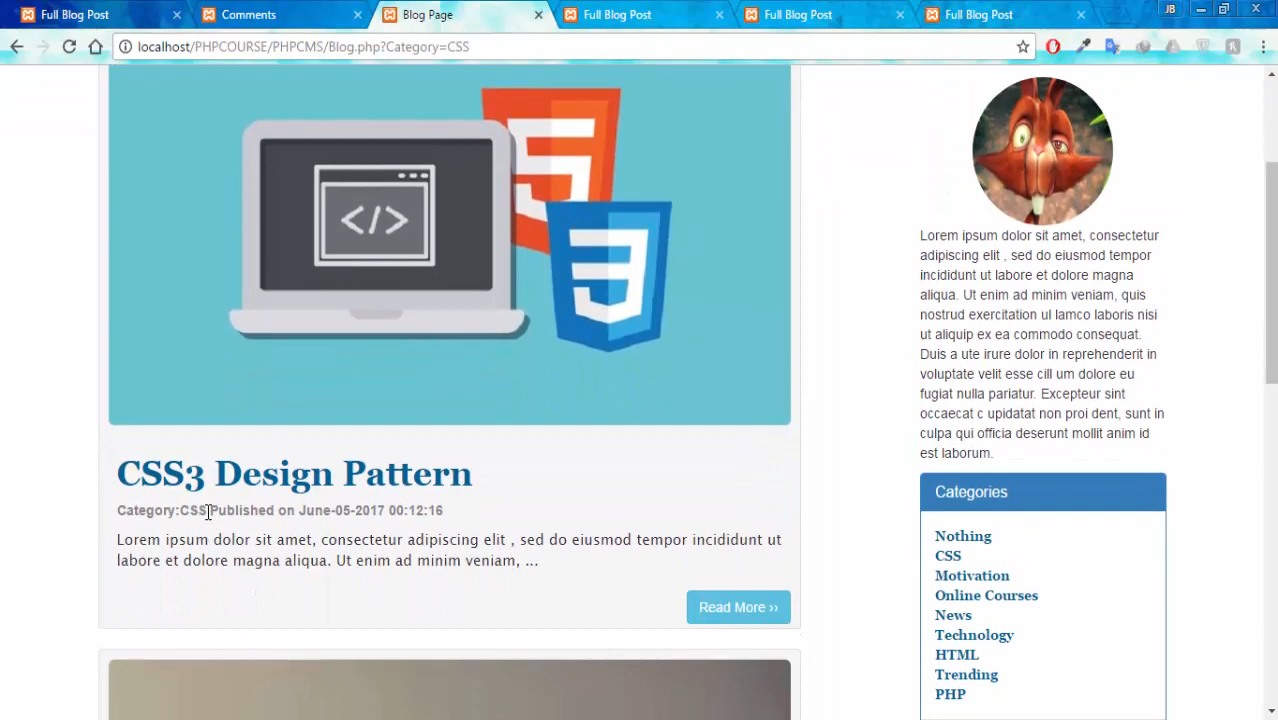 Full Blog Post
Comments
Blog Page
Full Blog Post
Full Blog Post
Full Blog Post
JB
localhost/PHPCOURSE/PHPCMS/Blog.php?Category=CSS
</>
CSS3 Design Pattern
Category:CSS Published on June-05-2017 00:12:16
Lorem ipsum dolor sit amet, consectetur adipiscing elit , sed do eiusmod tempor incididunt ut
labore et dolore magna aliqua. Ut enim ad minim veniam, ...
Read More ››
Lorem ipsum dolor sit amet, consectetur
adipiscing elit , sed do eiusmod tempor
incididunt ut labore et dolore magna
aliqua. Ut enim ad minim veniam, quis
nostrud exercitation ul lamco laboris nisi
ut aliquip ex ea commodo consequat.
Duis a ute irure dolor in reprehenderit in
voluptate velit esse cill um dolore eu
fugiat nulla pariatur. Excepteur sint
occaecat c upidatat non proi dent, sunt in
culpa qui officia deserunt mollit anim id
est laborum.
Categories
Nothing
CSS
Motivation
Online Courses
News
Technology
HTML
Trending
PHP